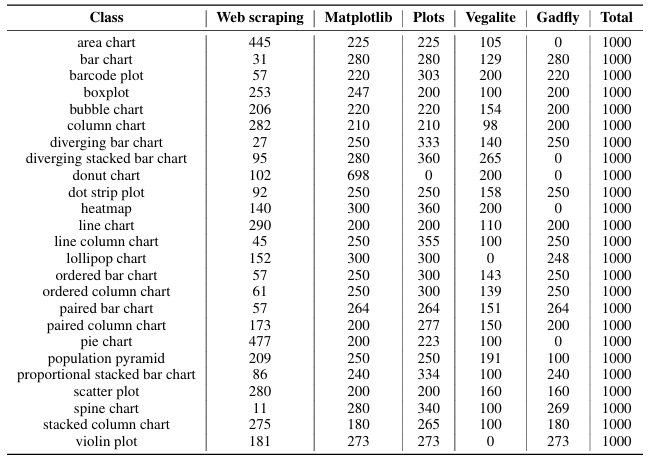 Class Web scraping Matplotlib Plots Vegalite Gadfly Total
area chart 445 225 225 105 0 1000
bar chart 31 280 280 129 280 1000
barcode plot 57 220 303 200 220 1000
boxplot 253 247 200 100 200 1000
bubble chart 206 220 220 154 200 1000
column chart 282 210 210 98 200 1000
diverging bar chart 27 250 333 140 250 1000
diverging stacked bar chart 95 280 360 265 0 1000
donut chart 102 698 0 200 0 1000
dot strip plot 92 250 250 158 250 1000
heatmap 140 300 360 200 0 1000
line chart 290 200 200 110 200 1000
line column chart 45 250 355 100 250 1000
lollipop chart 152 300 300 0 248 1000
ordered bar chart 57 250 300 143 250 1000
ordered column chart 61 250 300 139 250 1000
paired bar chart 57 264 264 151 264 1000
paired column chart 173 200 277 150 200 1000
pie chart 477 200 223 100 0 1000
population pyramid 209 250 250 191 100 1000
proportional stacked bar chart 86 240 334 100 240 1000
scatter plot 280 200 200 160 160 1000
spine chart 11 280 340 100 269 1000
stacked column chart 275 180 265 100 180 1000
violin plot 181 273 273 0 273 1000